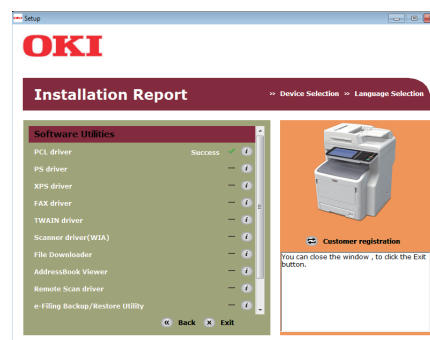 Setup
OKI
Installation Report
» Device Selection » Language Selection
Software Utilities
PCL driver Success
PS driver
XPS driver
FAX driver
TWAIN driver
Scanner driver(WIA)
File Downloader
AddressBook Viewer
Remote Scan driver
e-Filing Backup/Restore Utility
Back Exit
Customer registration
You can close the window , to click the Exit
button.